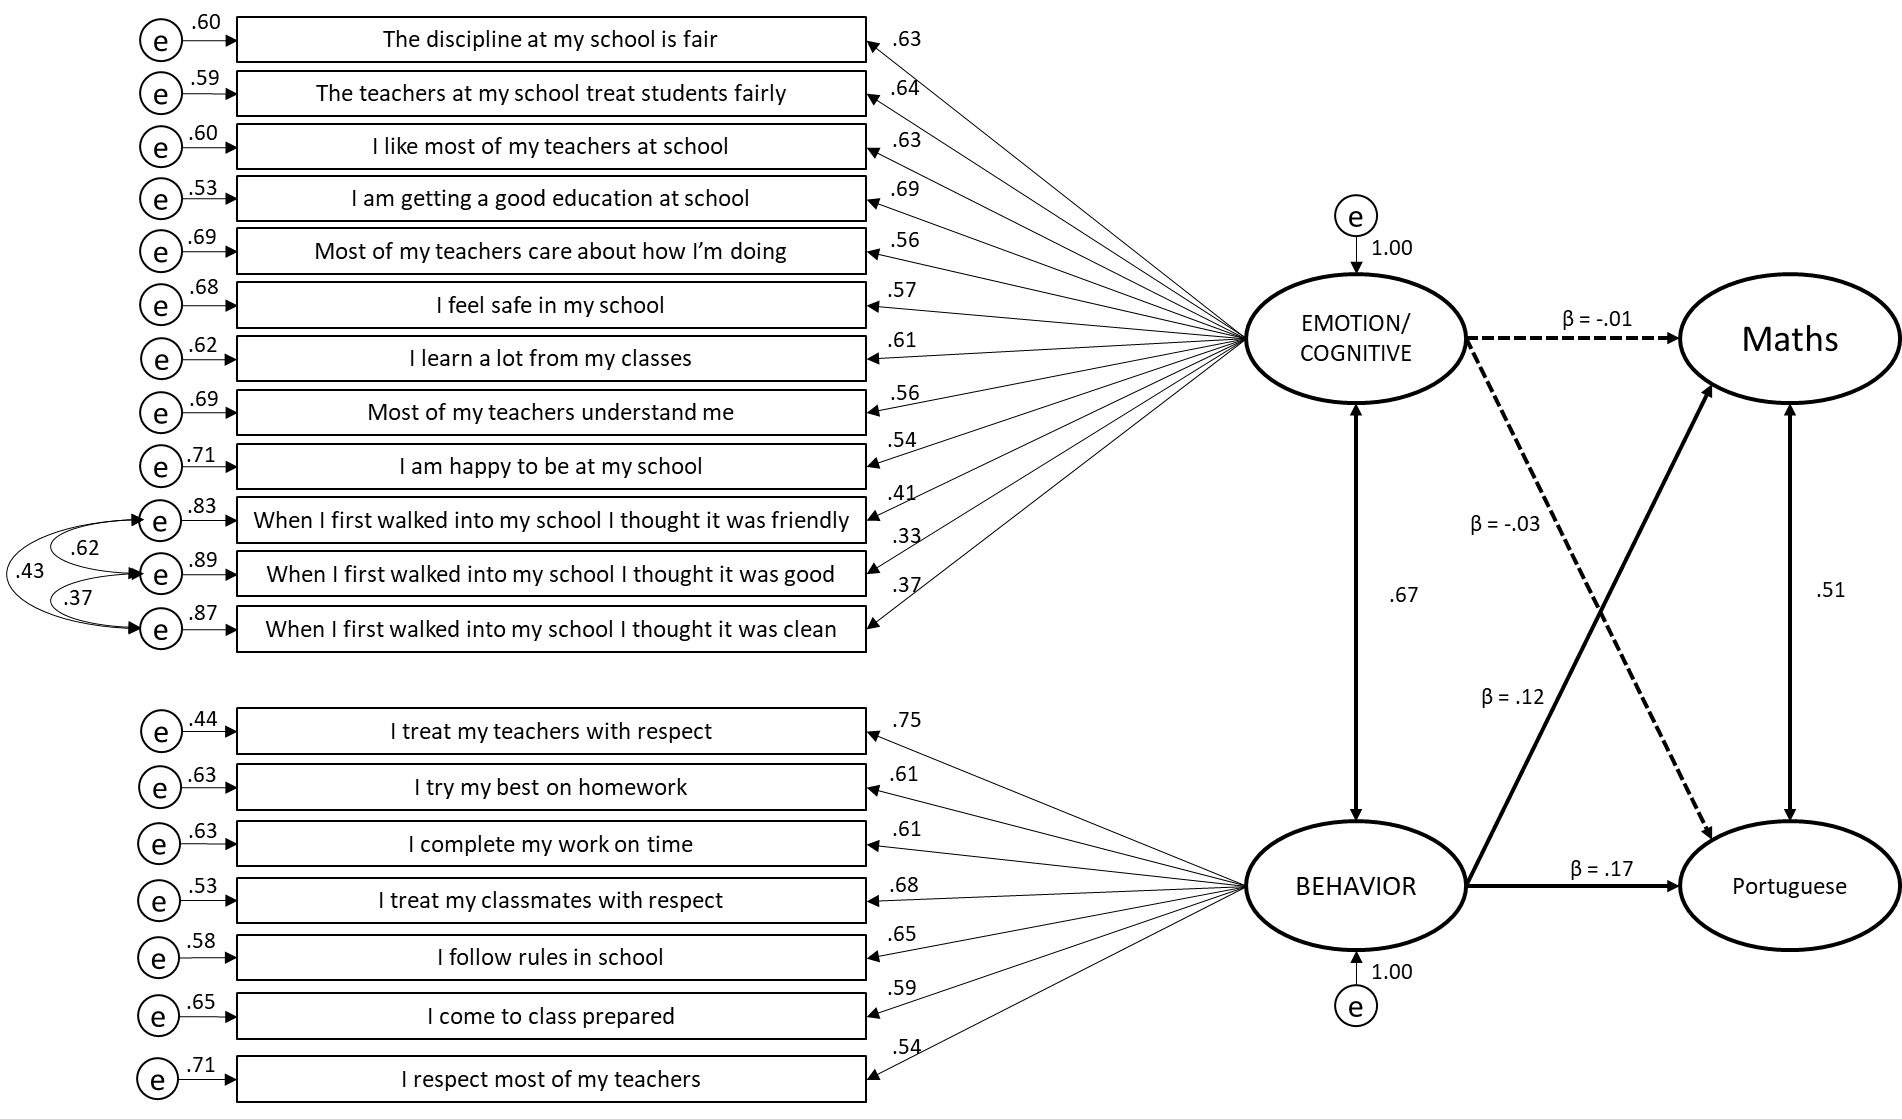 e .60 The discipline at my school is fair .63
e .59 The teachers at my school treat students fairly .64
e .60 I like most of my teachers at school .63
e .53 I am getting a good education at school .69
e .69 Most of my teachers care about how I’m doing .56
e .68 I feel safe in my school .57
e .62 I learn a lot from my classes .61
e .69 Most of my teachers understand me .56
e .71 I am happy to be at my school .54
e .83 When I first walked into my school I thought it was friendly .41
.62
e .89 When I first walked into my school I thought it was good .33
.43
.37
e .87 When I first walked into my school I thought it was clean .37
e .44 I treat my teachers with respect .75
e .63 I try my best on homework .61
e .63 I complete my work on time .61
e .53 I treat my classmates with respect .68
e .58 I follow rules in school .65
e .65 I come to class prepared .59
e .71 I respect most of my teachers .54
e
1.00
EMOTION/
COGNITIVE
β = -.01
Maths
β = -.03
.67
.51
β = .12
BEHAVIOR
β = .17
Portuguese
1.00
e